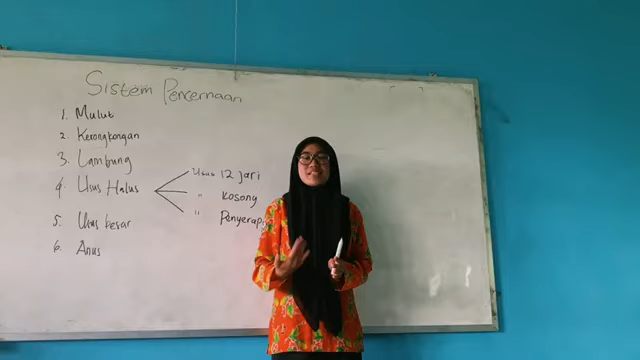 Sistem Pencernaan
1. Mulut
2. Kerongkongan
3. Lambung
4. Usus Halus
Usus 12 jari
" kosong
" Penyerap
5. Usus besar
6. Anus